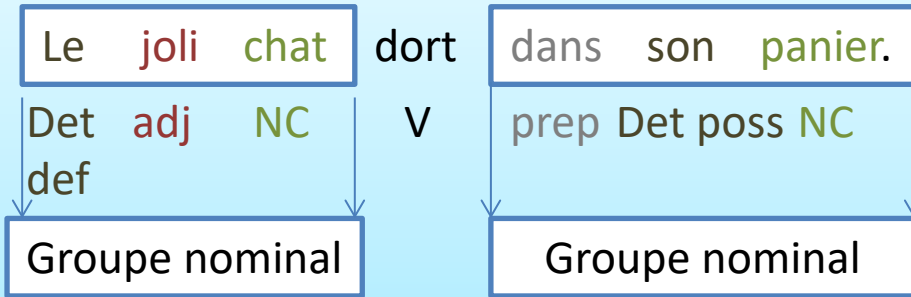 Le joli chat dort dans son panier.
Det adj NC V prep Det poss NC
def
Groupe nominal Groupe nominal